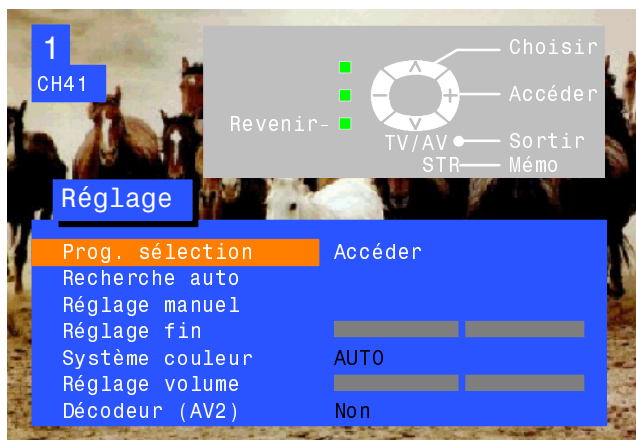 1
CH41
Choisir
Accéder
Revenir-
TV/AV Sortir
STR Mémo
Réglage
Prog. sélection Accéder
Recherche auto
Réglage manuel
Réglage fin
Système couleur AUTO
Réglage volume
Décodeur (AV2) Non